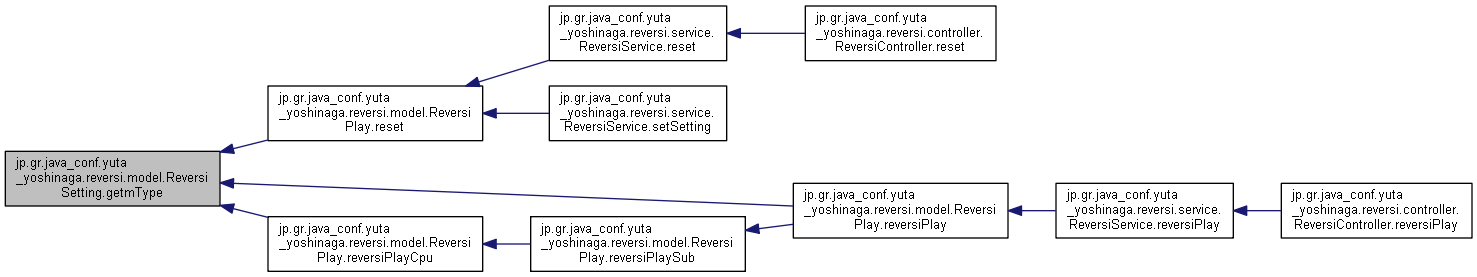 jp.gr.java_conf.yuta
_yoshinaga.reversi.service.
ReversiService.reset
jp.gr.java_conf.yuta
_yoshinaga.reversi.controller.
ReversiController.reset
jp.gr.java_conf.yuta
_yoshinaga.reversi.model.Reversi
Play.reset
jp.gr.java_conf.yuta
_yoshinaga.reversi.service.
ReversiService.setSetting
jp.gr.java_conf.yuta
_yoshinaga.reversi.model.Reversi
Setting.getmType
jp.gr.java_conf.yuta
_yoshinaga.reversi.model.Reversi
Play.reversiPlay
jp.gr.java_conf.yuta
_yoshinaga.reversi.service.
ReversiService.reversiPlay
jp.gr.java_conf.yuta
_yoshinaga.reversi.controller.
ReversiController.reversiPlay
jp.gr.java_conf.yuta
_yoshinaga.reversi.model.Reversi
Play.reversiPlayCpu
jp.gr.java_conf.yuta
_yoshinaga.reversi.model.Reversi
Play.reversiPlaySub